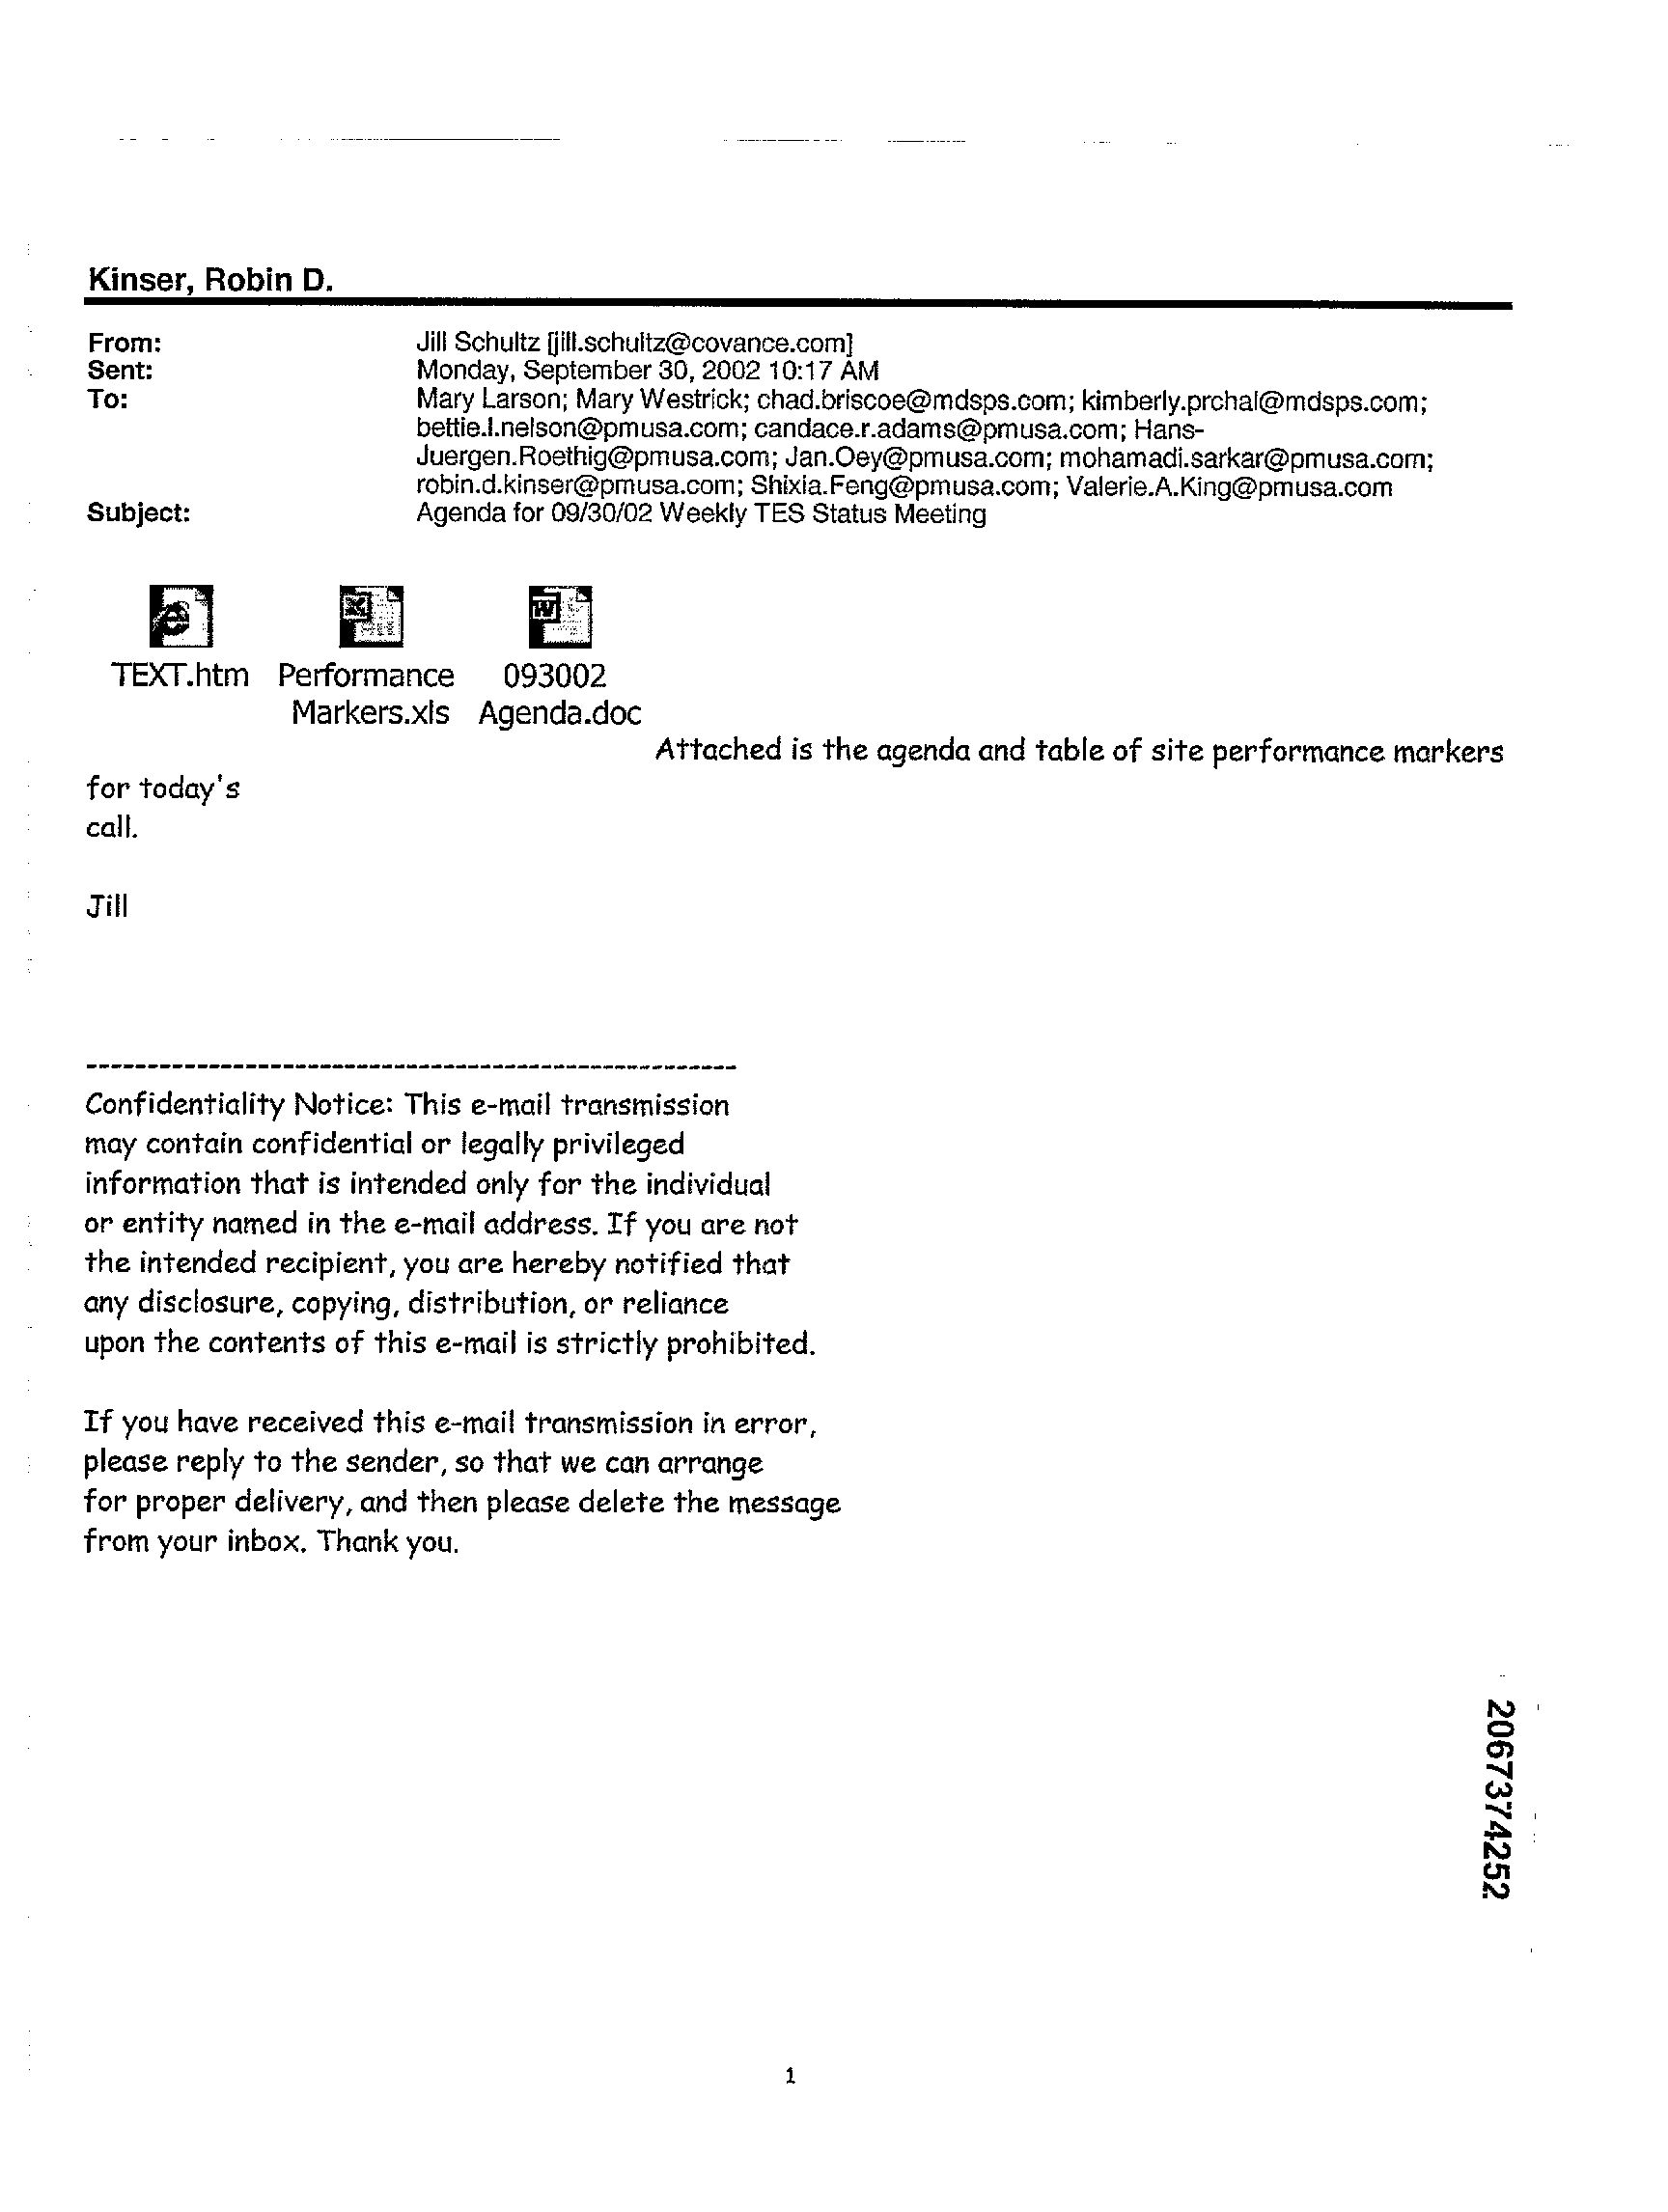 Kinser, Robin D.
From: Jill Schultz [jill.schultz@covance.com]
Sent: Monday, September 30, 2002 10:17 AM
To: Mary Larson; Mary Westrick; chad.briscoe@mdsps.com; kimberly.prchal@mdsps.com;
bettie.l.nelson@pmusa.com; candace.r.adams@pmusa.com; Hans-
Juergen.Roethig@pmusa.com; Jan.Oey@pmusa.com; mohamadi.sarkar@pmusa.com;
robin.d.kinser@pmusa.com; Shixia.Feng@pmusa.com; Valerie.A.King@pmusa.com
Subject: Agenda for 09/30/02 Weekly TES Status Meeting
TEXT.htm Performance 093002
Markers.xls Agenda.doc
Attached is the agenda and table of site performance markers
for today's
call.
Jill
-----------------------------------------------------
Confidentiality Notice: This e-mail transmission
may contain confidential or legally privileged
information that is intended only for the individual
or entity named in the e-mail address. If you are not
the intended recipient, you are hereby notified that
any disclosure, copying, distribution, or reliance
upon the contents of this e-mail is strictly prohibited.
If you have received this e-mail transmission in error,
please reply to the sender, so that we can arrange
for proper delivery, and then please delete the message
from your inbox. Thank you.
2067374252
1